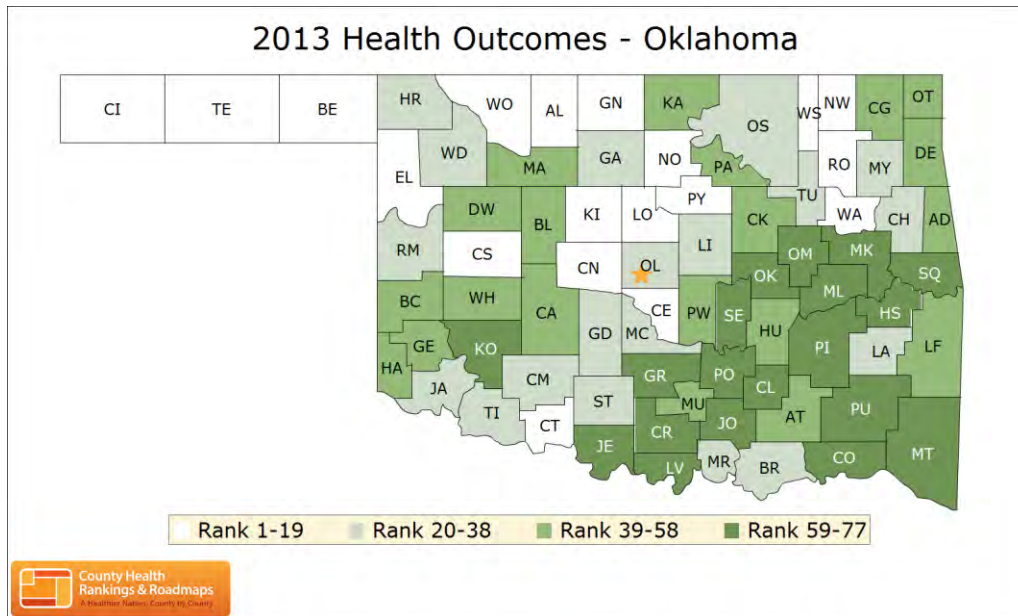 2013 Health Outcomes - Oklahoma
CI TE BE HR WO AL GN KA OS WS NW CG OT
WD MA GA NO PA RO MY DE
EL DW BL KI LO PY CK TU WA CH AD
RM CS CN OL LI OM MK SQ
BC WH CA CE PW SE OK ML HS
HA GE KO GD MC HU PI LA LF
JA TI CM ST GR PO CL
CT MU AT PU
JE CR JO MT
LV MR BR CO
Rank 1-19 Rank 20-38 Rank 39-58 Rank 59-77
County Health
Rankings & Roadmaps
A Healthier Nation, County by County